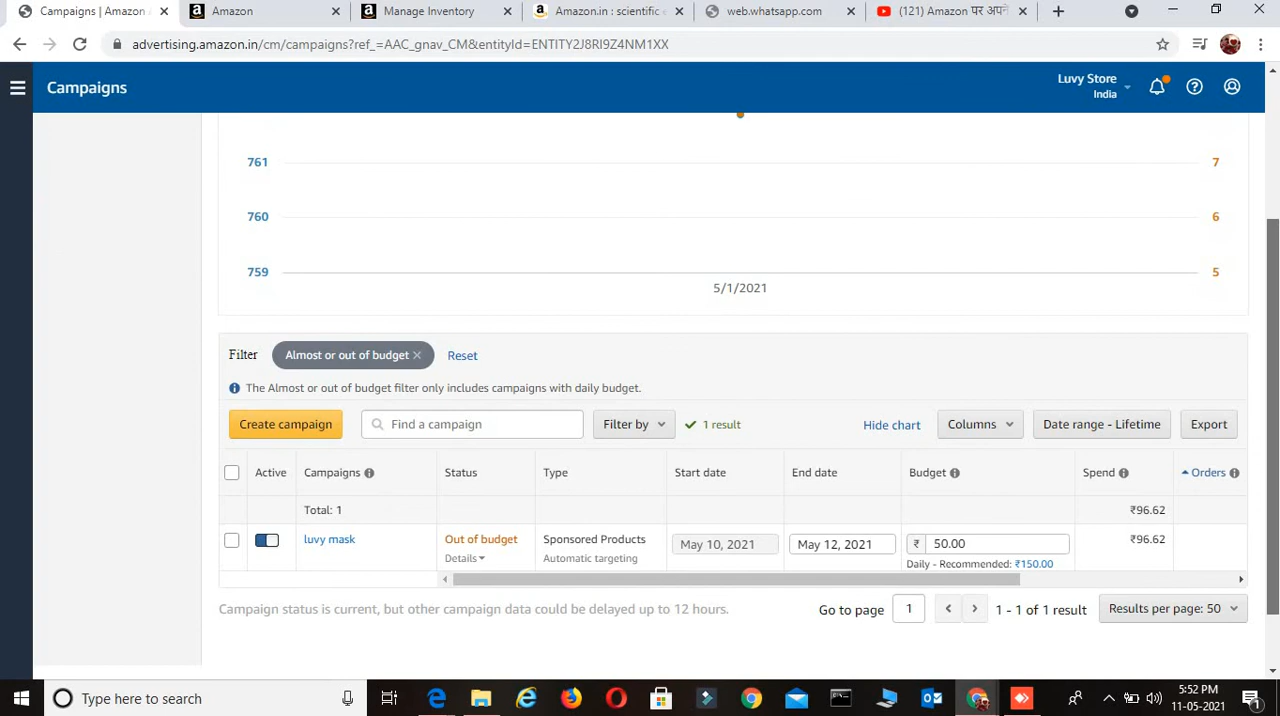 Campaigns | Amazon
Amazon
Manage Inventory
Amazon.in : scientific e
web.whatsapp.com
(121) Amazon पर अपने
advertising.amazon.in/cm/campaigns?ref_=AAC_gnav_CM&entityId=ENTITY2J8RI9Z4NM1XX
Campaigns
Luvy Store
India
761
7
760
6
759
5
5/1/2021
Filter
Almost or out of budget
Reset
The Almost or out of budget filter only includes campaigns with daily budget.
Create campaign
Find a campaign
Filter by
1 result
Hide chart
Columns
Date range - Lifetime
Export
Active
Campaigns
Status
Type
Start date
End date
Budget
Spend
Orders
Total: 1
₹96.62
luvy mask
Out of budget
Sponsored Products
May 10, 2021
May 12, 2021
₹ 50.00
₹96.62
Details
Automatic targeting
Daily - Recommended: ₹150.00
Campaign status is current, but other campaign data could be delayed up to 12 hours.
Go to page
1
1 - 1 of 1 result
Results per page: 50
Type here to search
5:52 PM
11-05-2021
1